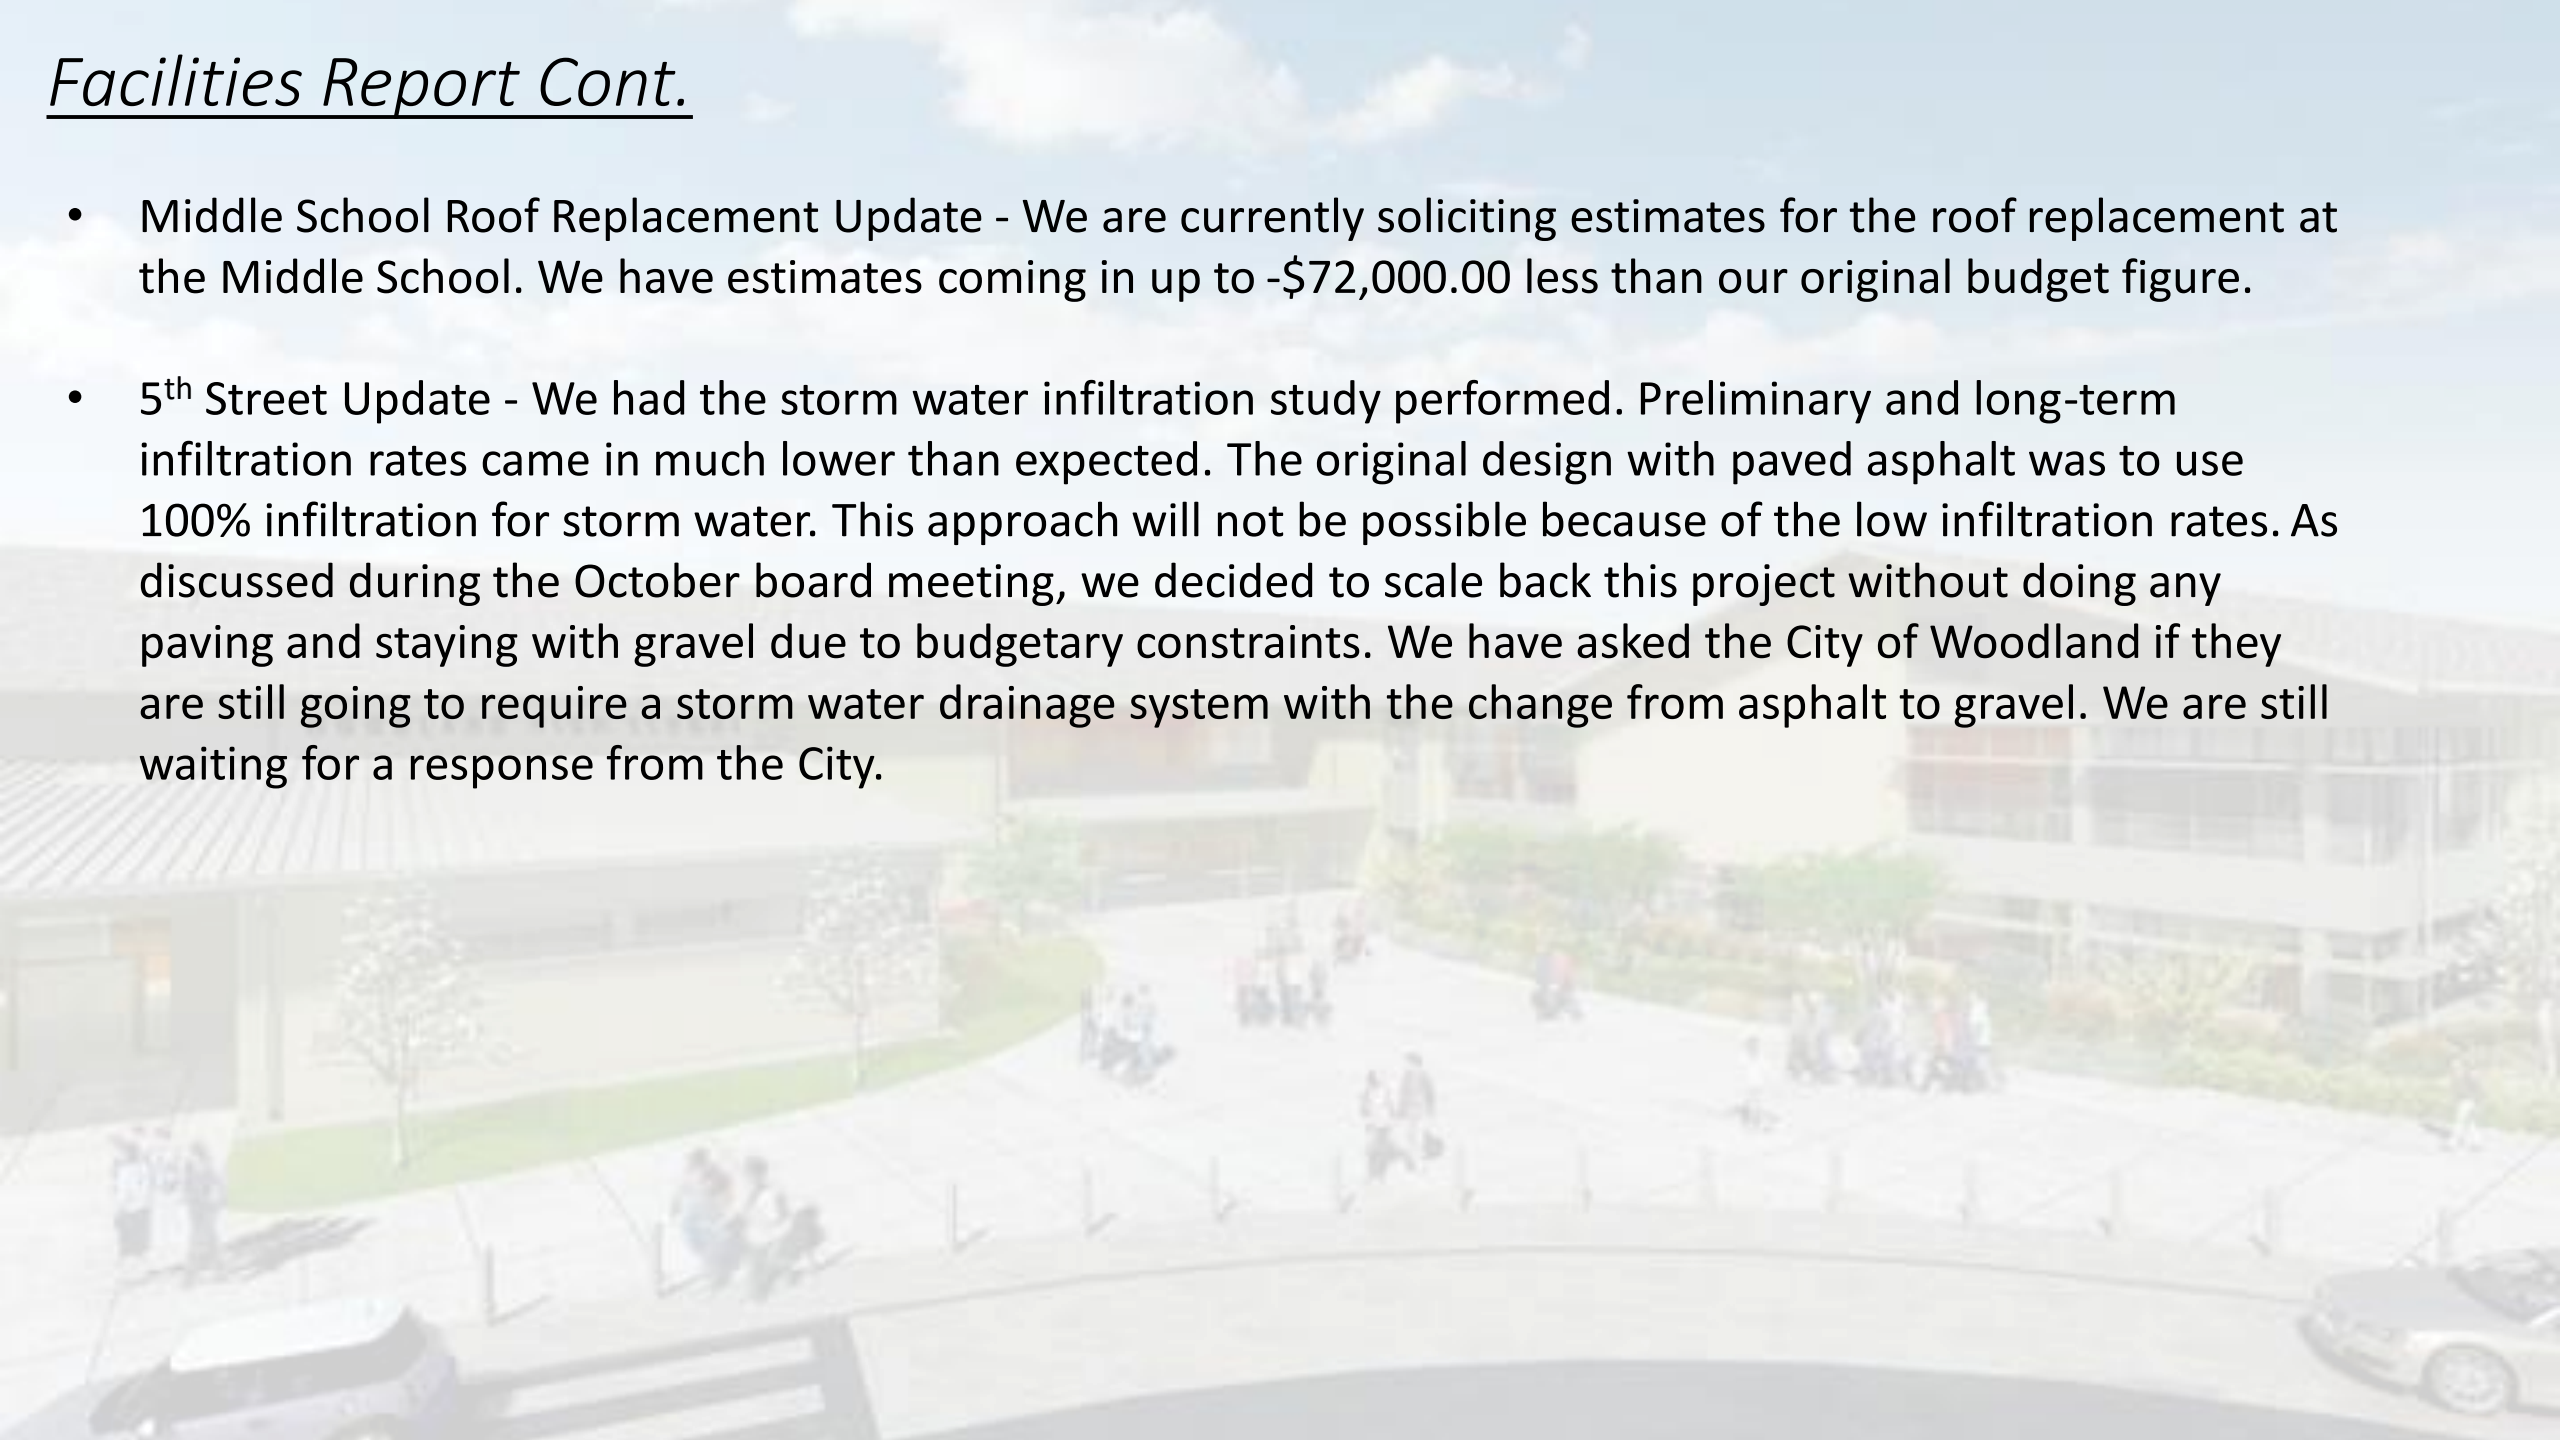 Facilities Report Cont.
• Middle School Roof Replacement Update - We are currently soliciting estimates for the roof replacement at
the Middle School. We have estimates coming in up to -$72,000.00 less than our original budget figure.
• 5th Street Update - We had the storm water infiltration study performed. Preliminary and long-term
infiltration rates came in much lower than expected. The original design with paved asphalt was to use
100% infiltration for storm water. This approach will not be possible because of the low infiltration rates. As
discussed during the October board meeting, we decided to scale back this project without doing any
paving and staying with gravel due to budgetary constraints. We have asked the City of Woodland if they
are still going to require a storm water drainage system with the change from asphalt to gravel. We are still
waiting for a response from the City.